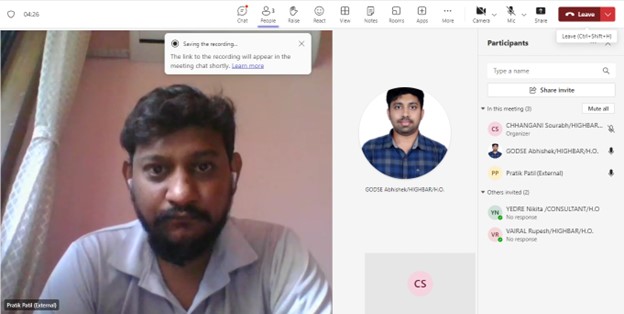 04:26
Chat
People
3
Raise
React
View
Notes
Rooms
Apps
More
Camera
Mic
Share
Leave
Leave (Ctrl+Shift+H)
Saving the recording...
The link to the recording will appear in
the meeting chat shortly. Learn more
Pratik Patil (External)
GODSE Abhishek/HIGHBAR/H.O.
CS
Participants
Type a name
Share invite
In this meeting (3)
Mute all
CS
CHHANGANI Sourabh/HIGHBAR...
Organizer
GODSE Abhishek/HIGHBAR/H.O.
PP
Pratik Patil(External)
Others invited (2)
YN
YEDRE Nikita /CONSULTANT/H.O
No response
VR
VAIRAL Rupesh/HIGHBAR/H.O.
No response